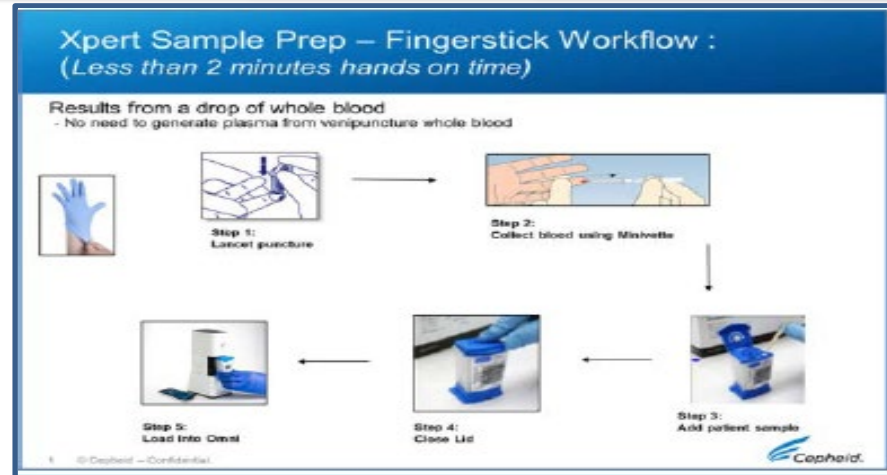 Xpert Sample Prep – Fingerstick Workflow :
(Less than 2 minutes hands on time)
Results from a drop of whole blood
- No need to generate plasma from venipuncture whole blood
Step 1:
Lancet puncture
Step 2:
Collect blood using Minivette
Step 3:
Add patient sample
Step 4:
Close Lid
Step 5:
Load into Omni
© Cepheid – Confidential.
Cepheid.